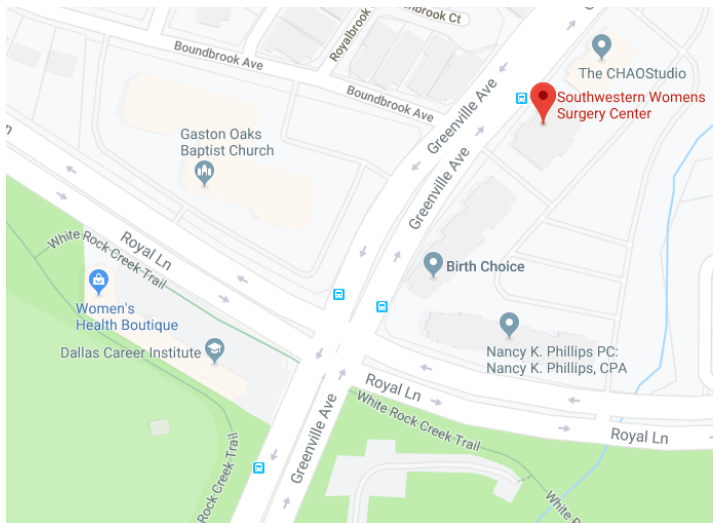 nbrook Ct
Royalbrook
Boundbrook Ave
The CHAOStudio
Boundbrook Ave
Southwestern Womens
Surgery Center
Greenville Ave
Gaston Oaks
Baptist Church
Greenville Ave
Royal Ln
White Rock Creek Trail
Birth Choice
Women's
Health Boutique
Dallas Career Institute
Nancy K. Phillips PC:
Nancy K. Phillips, CPA
Royal Ln
Greenville Ave
White Rock Creek Trail
Royal Ln
Rock Creek Trail
White